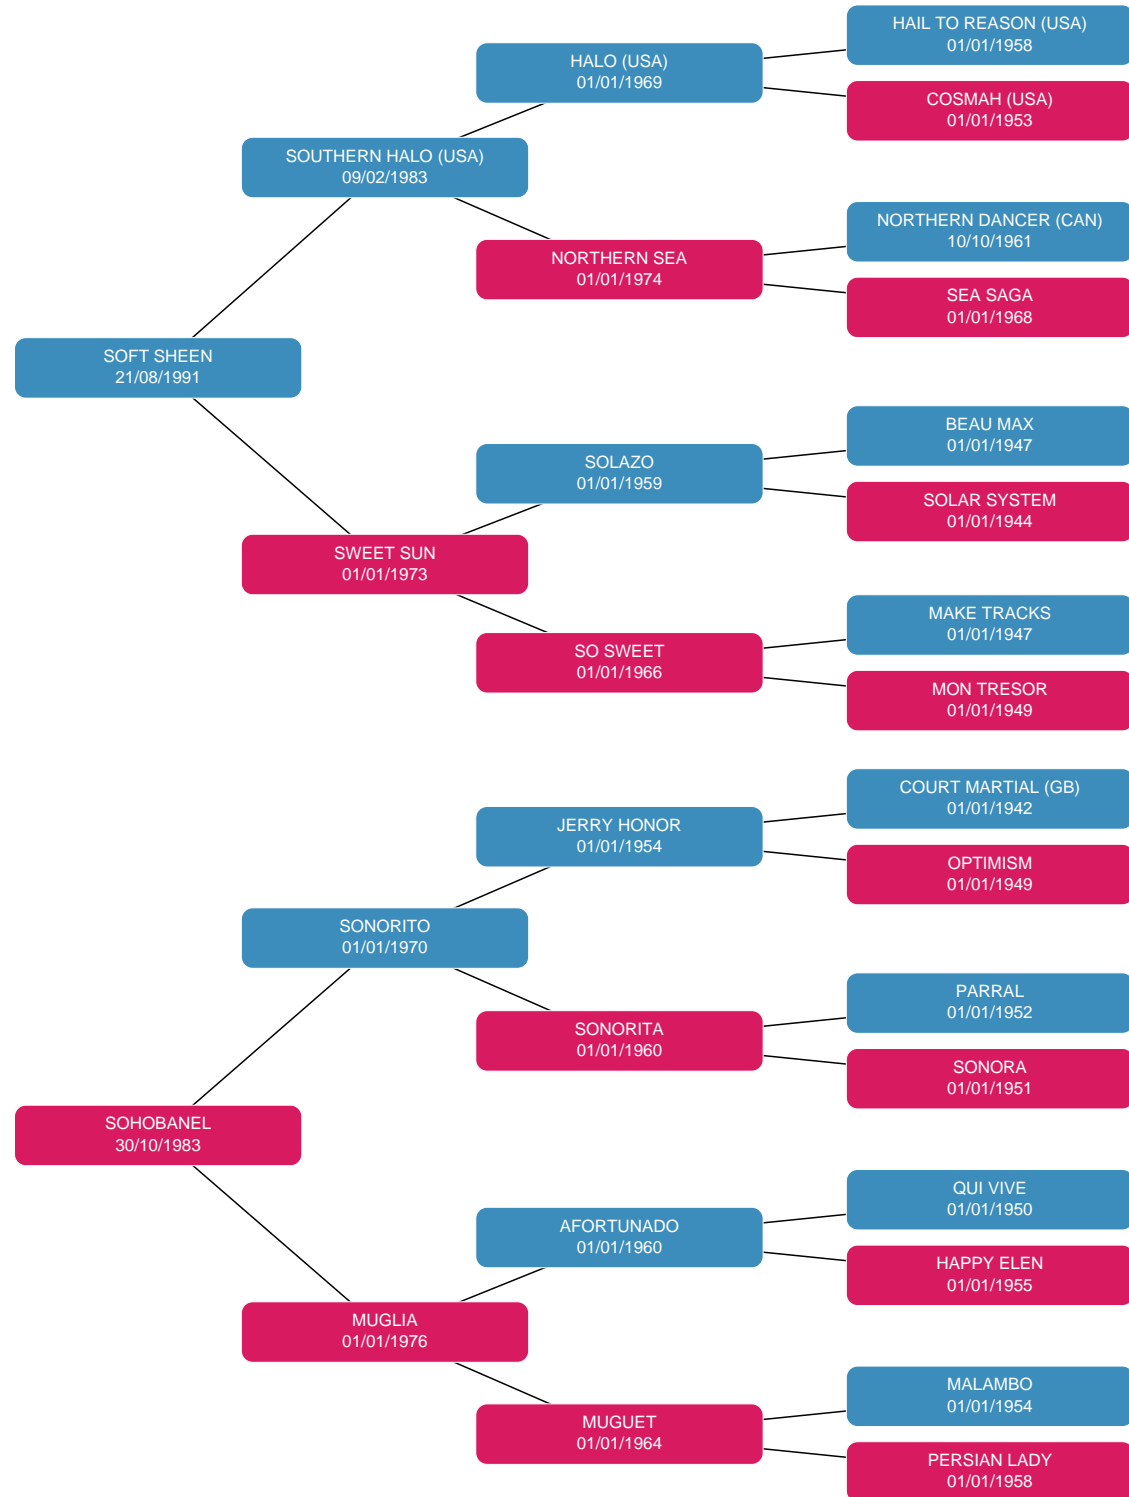 HAIL TO REASON (USA)
01/01/1958
HALO (USA)
01/01/1969
COSMAH (USA)
01/01/1953
SOUTHERN HALO (USA)
09/02/1983
NORTHERN DANCER (CAN)
10/10/1961
NORTHERN SEA
01/01/1974
SEA SAGA
01/01/1968
SOFT SHEEN
21/08/1991
BEAU MAX
01/01/1947
SOLAZO
01/01/1959
SOLAR SYSTEM
01/01/1944
SWEET SUN
01/01/1973
MAKE TRACKS
01/01/1947
SO SWEET
01/01/1966
MON TRESOR
01/01/1949
COURT MARTIAL (GB)
01/01/1942
JERRY HONOR
01/01/1954
OPTIMISM
01/01/1949
SONORITO
01/01/1970
PARRAL
01/01/1952
SONORITA
01/01/1960
SONORA
01/01/1951
SOHOBANEL
30/10/1983
QUI VIVE
01/01/1950
AFORTUNADO
01/01/1960
HAPPY ELEN
01/01/1955
MUGLIA
01/01/1976
MALAMBO
01/01/1954
MUGUET
01/01/1964
PERSIAN LADY
01/01/1958